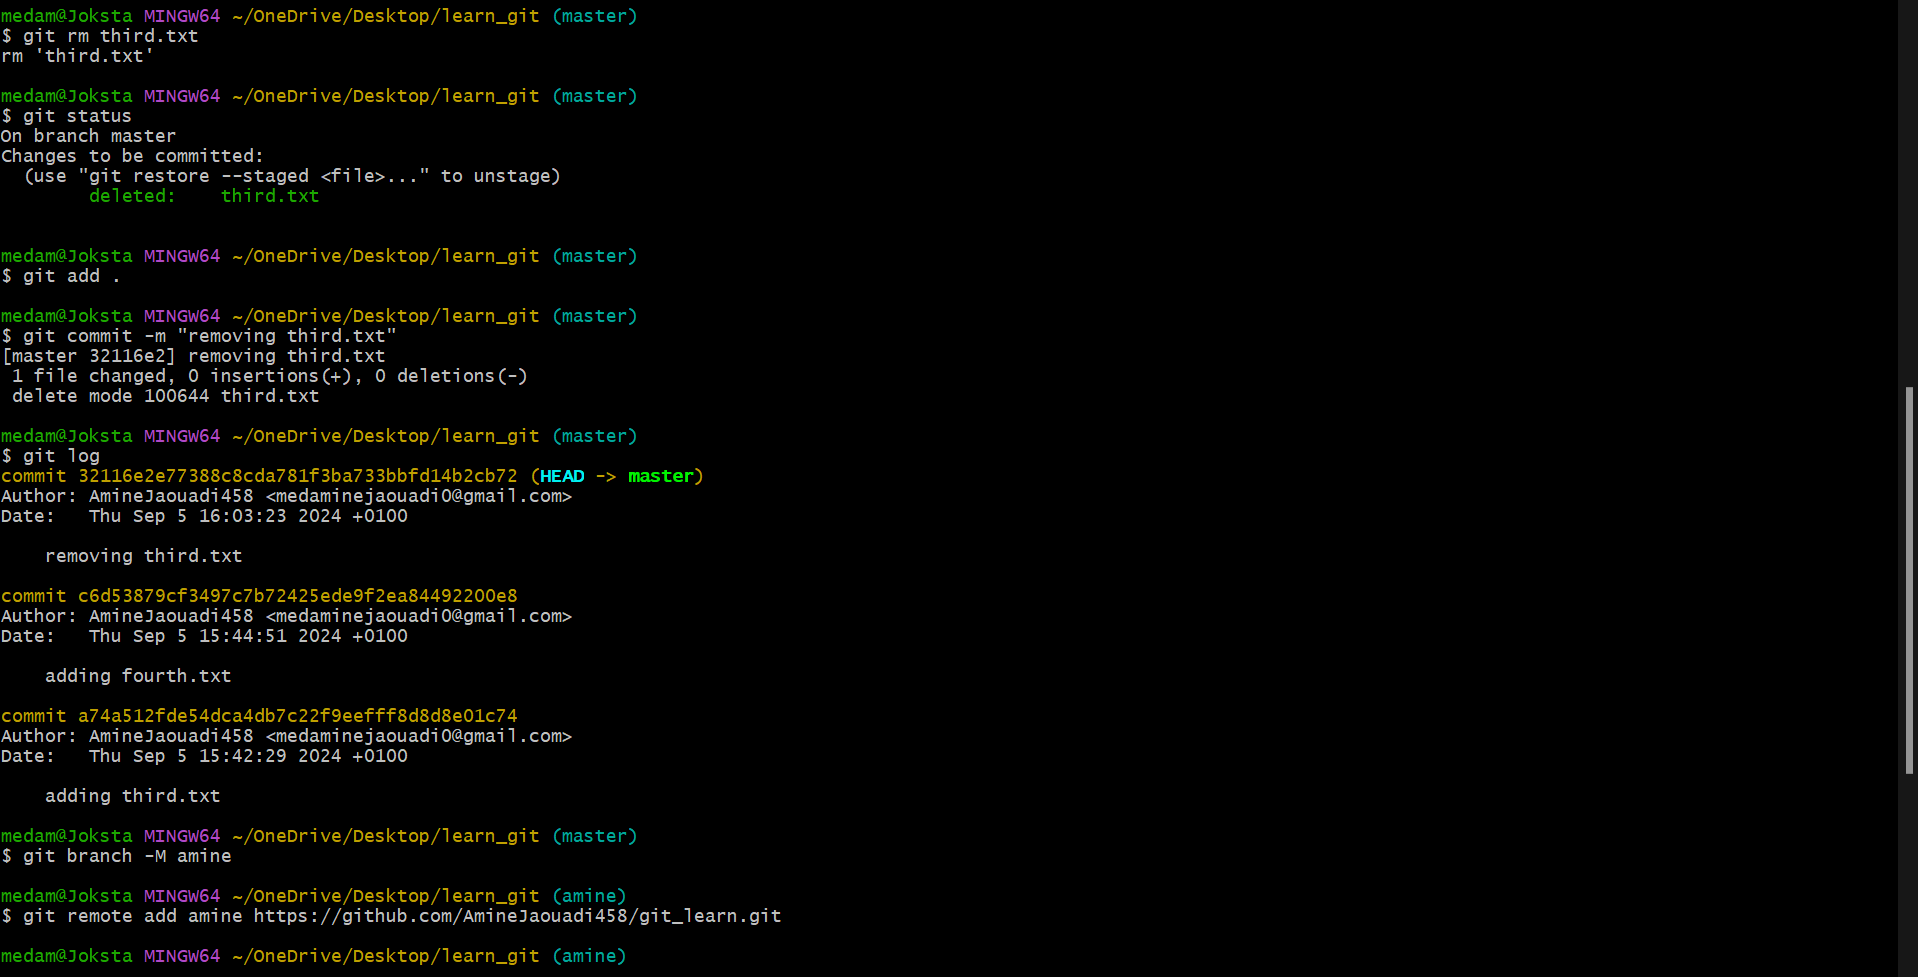 medam@Joksta MINGW64 ~/OneDrive/Desktop/learn_git (master)
$ git rm third.txt
rm 'third.txt'

medam@Joksta MINGW64 ~/OneDrive/Desktop/learn_git (master)
$ git status
On branch master
Changes to be committed:
  (use "git restore --staged <file>..." to unstage)
        deleted:    third.txt


medam@Joksta MINGW64 ~/OneDrive/Desktop/learn_git (master)
$ git add .

medam@Joksta MINGW64 ~/OneDrive/Desktop/learn_git (master)
$ git commit -m "removing third.txt"
[master 32116e2] removing third.txt
 1 file changed, 0 insertions(+), 0 deletions(-)
 delete mode 100644 third.txt

medam@Joksta MINGW64 ~/OneDrive/Desktop/learn_git (master)
$ git log
commit 32116e2e77388c8cda781f3ba733bbfd14b2cb72 (HEAD -> master)
Author: AmineJaouadi458 <medaminejaouadi0@gmail.com>
Date:   Thu Sep 5 16:03:23 2024 +0100

    removing third.txt

commit c6d53879cf3497c7b72425ede9f2ea84492200e8
Author: AmineJaouadi458 <medaminejaouadi0@gmail.com>
Date:   Thu Sep 5 15:44:51 2024 +0100

    adding fourth.txt

commit a74a512fde54dca4db7c22f9eefff8d8d8e01c74
Author: AmineJaouadi458 <medaminejaouadi0@gmail.com>
Date:   Thu Sep 5 15:42:29 2024 +0100

    adding third.txt

medam@Joksta MINGW64 ~/OneDrive/Desktop/learn_git (master)
$ git branch -M amine

medam@Joksta MINGW64 ~/OneDrive/Desktop/learn_git (amine)
$ git remote add amine https://github.com/AmineJaouadi458/git_learn.git

medam@Joksta MINGW64 ~/OneDrive/Desktop/learn_git (amine)